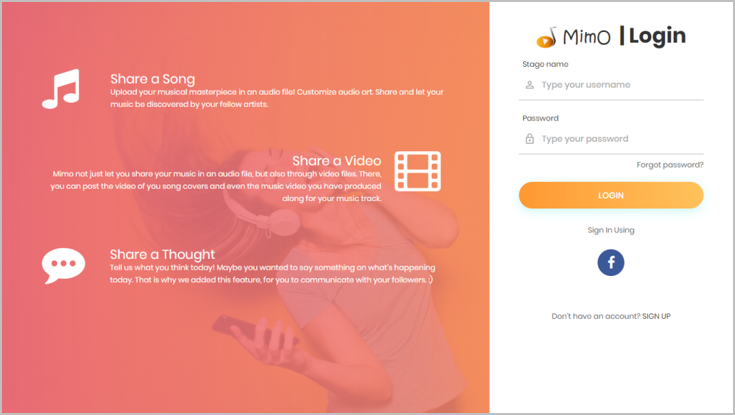 Share a Song
Upload your musical masterpiece in an audio file! Customize audio art. Share and let your
music be discovered by your fellow artists.
Share a Video
Mimo not just let you share your music in an audio file, but also through video files. There,
you can post the video of you song covers and even the music video you have produced
along for your music track.
Share a Thought
Tell us what you think today! Maybe you wanted to say something on what's happening
today. That is why we added this feature, for you to communicate with your followers. :)
MimO | Login
Stage name
Type your username
Password
Type your password
Forgot password?
LOGIN
Sign In Using
f
Don't have an account? SIGN UP